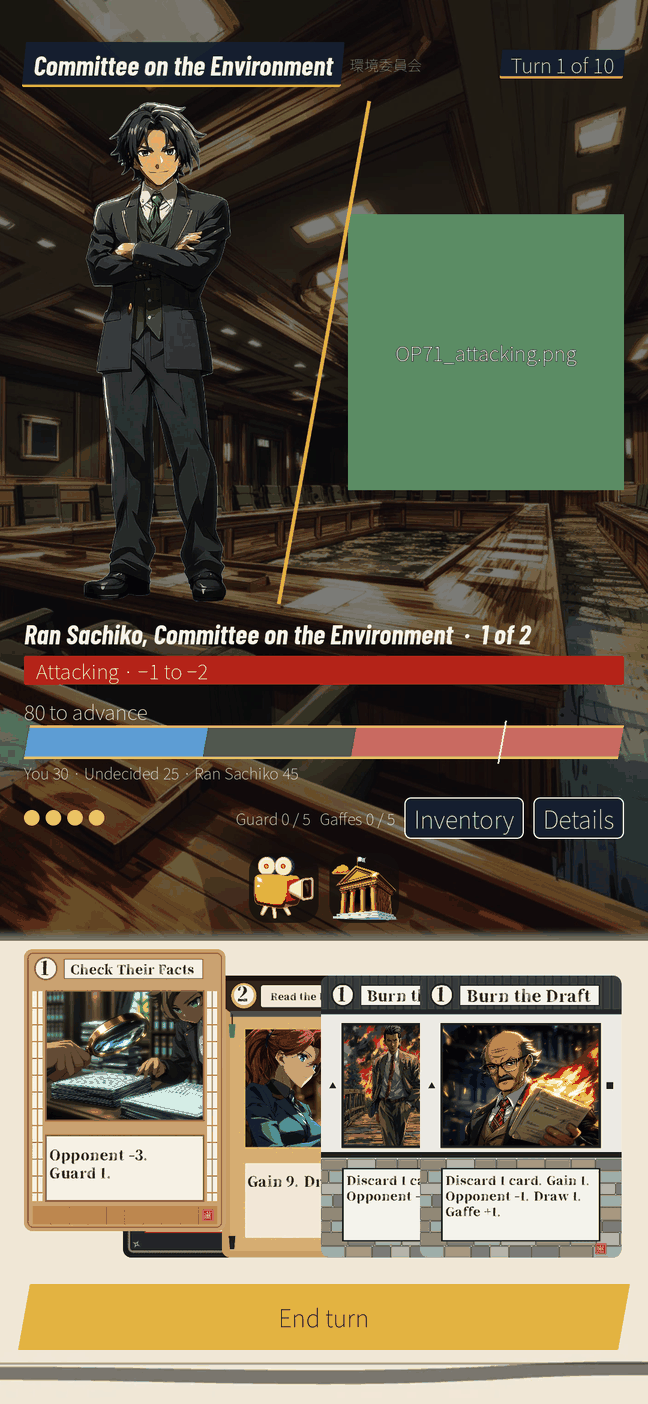 Committee on the Environment
環境委員会
Turn 1 of 10
OP71_attacking.png
Ran Sachiko, Committee on the Environment · 1 of 2
Attacking · −1 to −2
80 to advance
You 30 · Undecided 25 · Ran Sachiko 45
Guard 0 / 5 Gaffes 0 / 5
Inventory
Details
1
Check Their Facts
Opponent -3.
Guard 1.
2
Read the
Gain 9.
1
Burn
Discard 1
Opponent
1
Burn the Draft
Discard 1 card. Gain 1.
Opponent -1. Draw 1.
Gaffe +1.
End turn